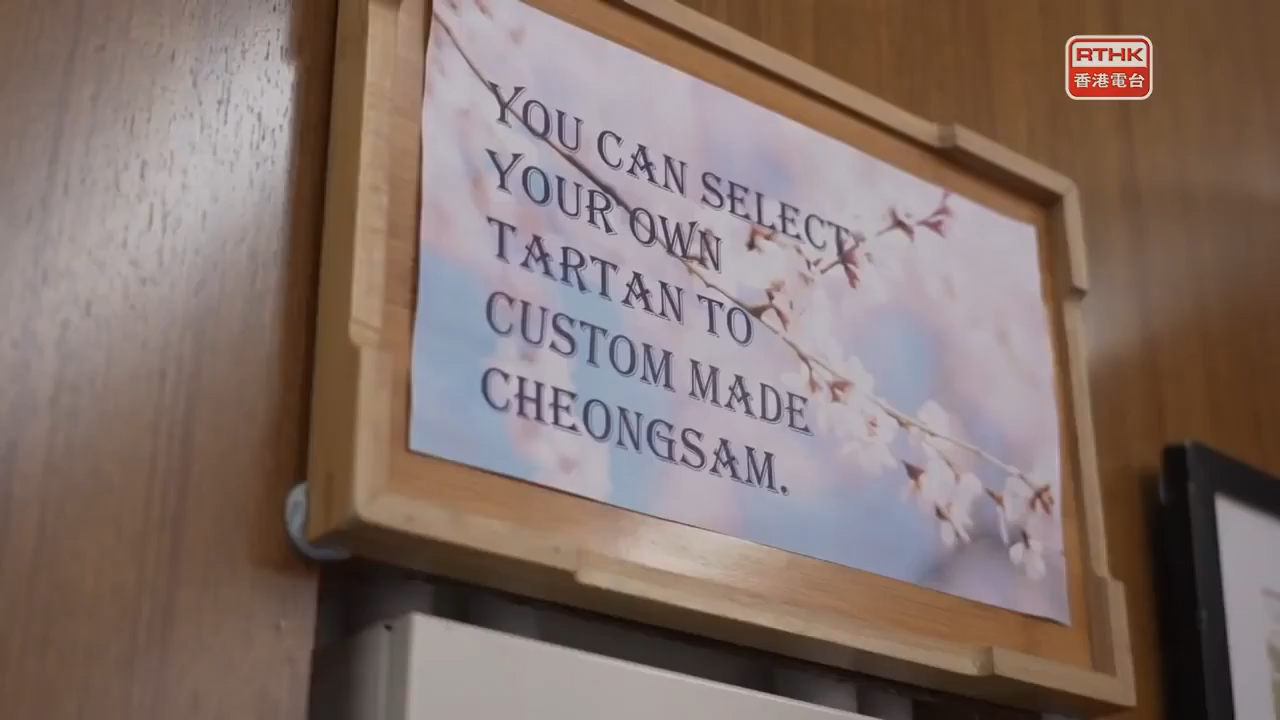 RTHK
香港電台
YOU CAN SELECT
YOUR OWN
TARTAN TO
CUSTOM MADE
CHEONGSAM.